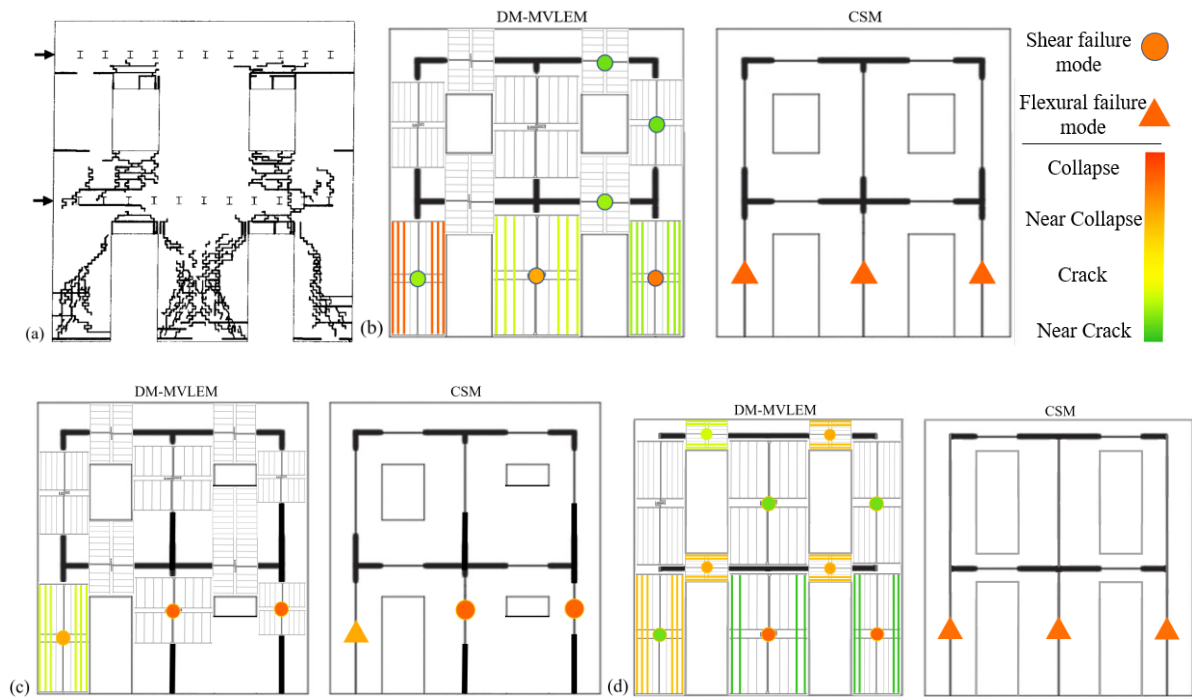 DM-MVLEM
CSM
Shear failure
mode
Flexural failure
mode
Collapse
Near Collapse
Crack
Near Crack
(a)
(b)
DM-MVLEM
CSM
DM-MVLEM
CSM
(c)
(d)